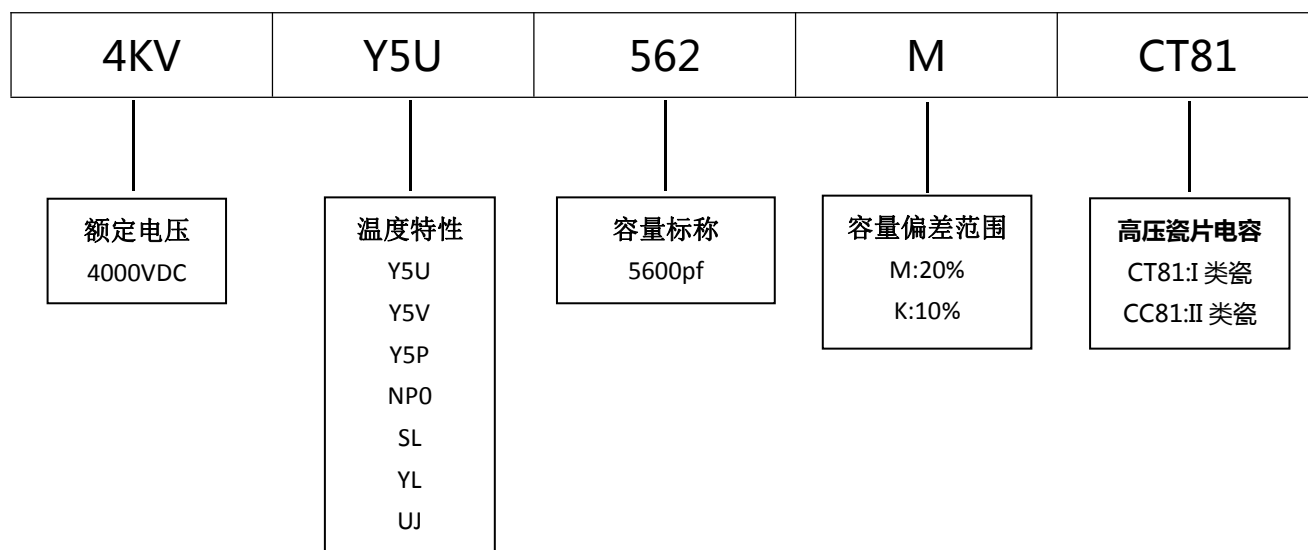 4KV
Y5U
562
M
CT81
额定电压
4000VDC
温度特性
Y5U
Y5V
Y5P
NP0
SL
YL
UJ
容量标称
5600pf
容量偏差范围
M:20%
K:10%
高压瓷片电容
CT81:I 类瓷
CC81:II 类瓷